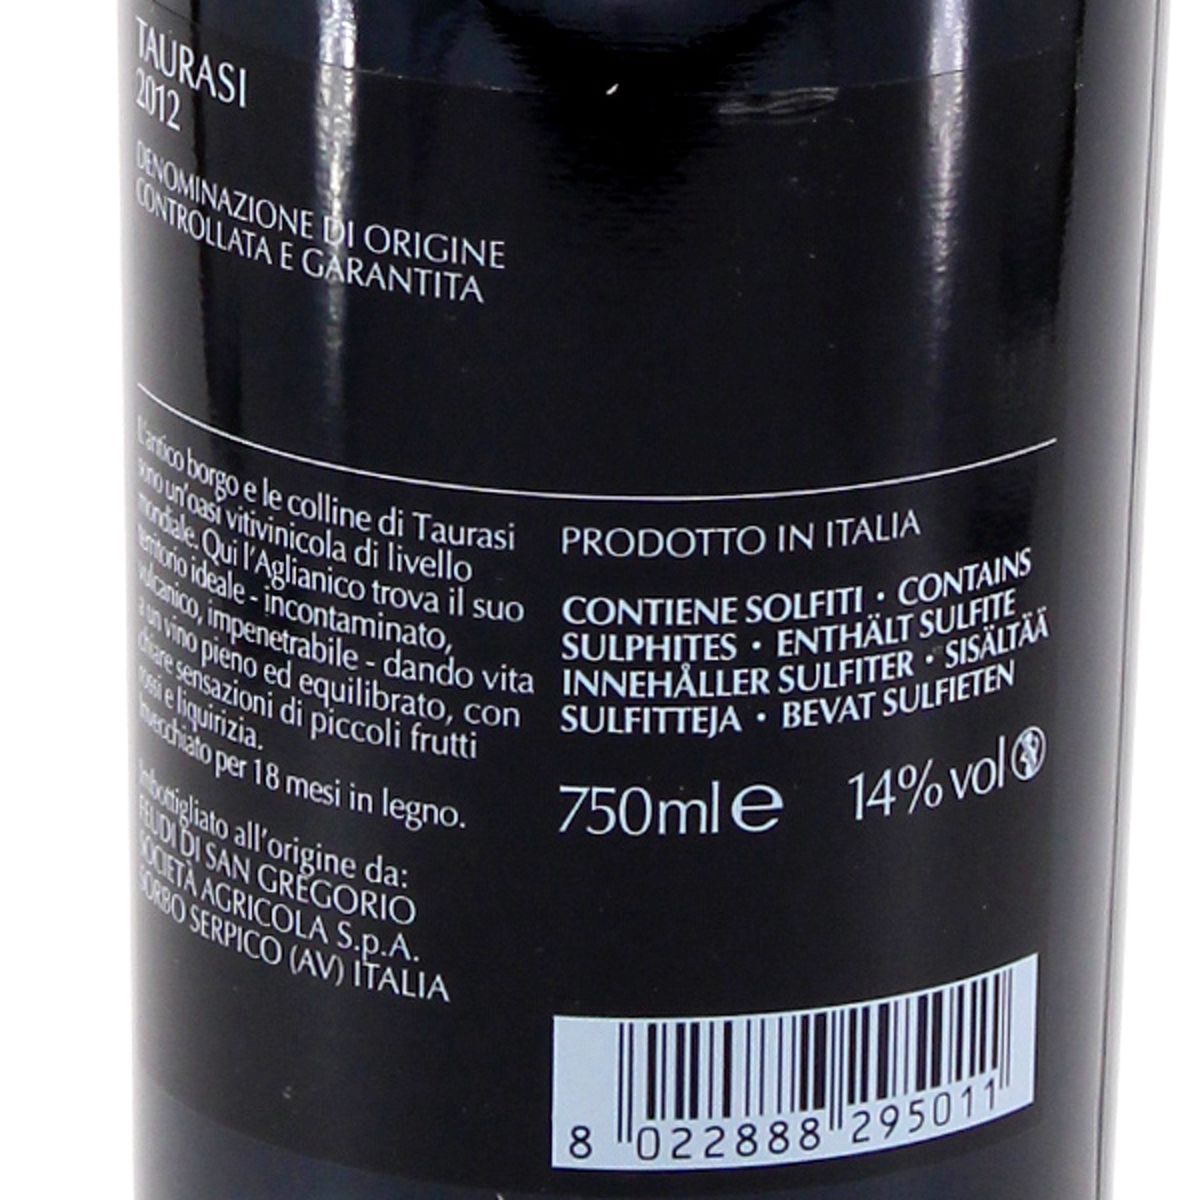 TAURASI
2012
DENOMINAZIONE DI ORIGINE
CONTROLLATA E GARANTITA
L'antico borgo e le colline di Taurasi
sono un'oasi vitivinicola di livello
mondiale. Qui l'Aglianico trova il suo
territorio ideale - incontaminato,
vulcanico, impenetrabile - dando vita
a un vino pieno ed equilibrato, con
chiare sensazioni di piccoli frutti
rossi e liquirizia.
Invecchiato per 18 mesi in legno.
Imbottigliato all'origine da:
FEUDI DI SAN GREGORIO
SOCIETÀ AGRICOLA S.p.A.
SORBO SERPICO (AV) ITALIA
PRODOTTO IN ITALIA
CONTIENE SOLFITI · CONTAINS
SULPHITES · ENTHÄLT SULFITE
INNEHÅLLER SULFITER · SISÄLTÄÄ
SULFITTEJA · BEVAT SULFIETEN
750ml e 14% vol
8 022888 295011